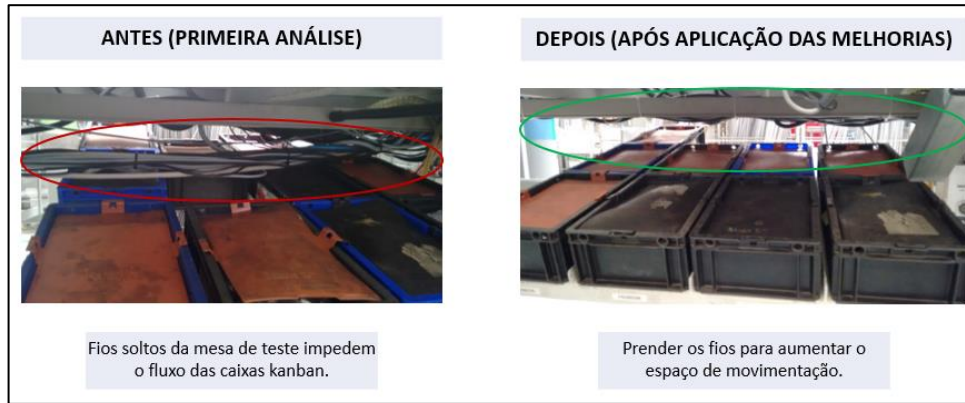 ANTES (PRIMEIRA ANÁLISE)
DEPOIS (APÓS APLICAÇÃO DAS MELHORIAS)
Fios soltos da mesa de teste impedem
o fluxo das caixas kanban.
Prender os fios para aumentar o
espaço de movimentação.